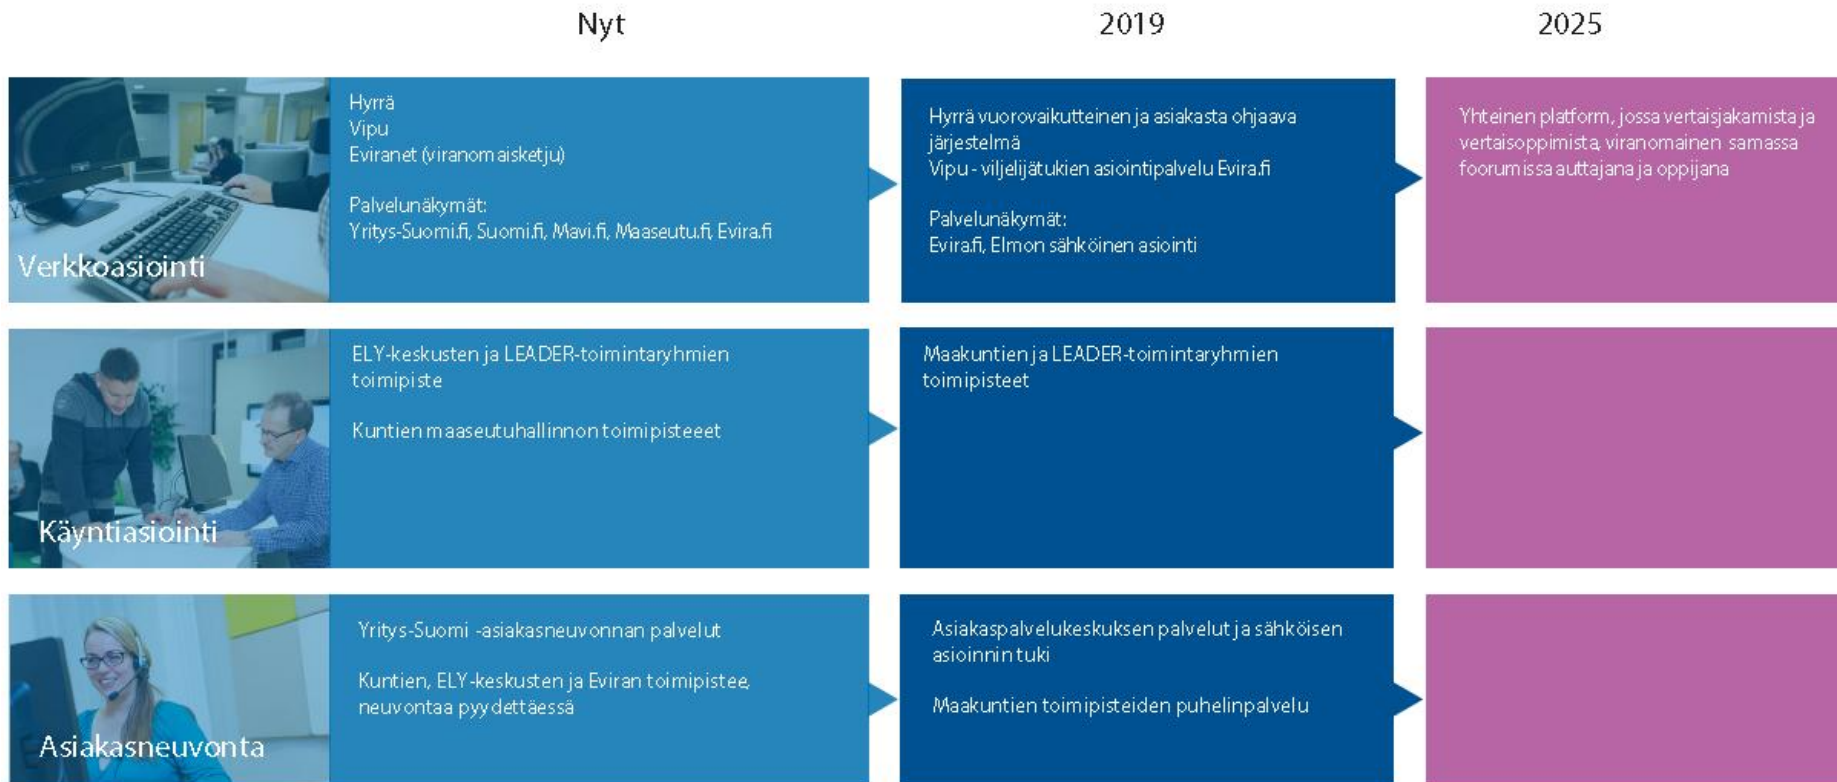 Nyt
2019
2025
Verkkoasiointi
Hyrrä
Vipu
Eviranet (viranomaisketju)
Palvelunäkymät:
Yritys-Suomi.fi, Suomi.fi, Mavi.fi, Maaseutu.fi, Evira.fi
Hyrrä vuorovaikutteinen ja asiakasta ohjaava
järjestelmä
Vipu - viljelijätukien asiointipalvelu Evira.fi
Palvelunäkymät:
Evira.fi, Elmon sähköinen asiointi
Yhteinen platform, jossa vertaisjakamista ja
vertaisoppimista, viranomainen samassa
foorumissa auttajana ja oppijana
Käyntiasiointi
ELY-keskusten ja LEADER-toimintaryhmien
toimipiste
Kuntien maaseutuhallinnon toimipisteeet
Maakuntien ja LEADER-toimintaryhmien
toimipisteet
Asiakasneuvonta
Yritys-Suomi -asiakasneuvonnan palvelut
Kuntien, ELY-keskusten ja Eviran toimipistee,
neuvontaa pyydettäessä
Asiakaspalvelukeskuksen palvelut ja sähköisen
asioinnin tuki
Maakuntien toimipisteiden puhelinpalvelu